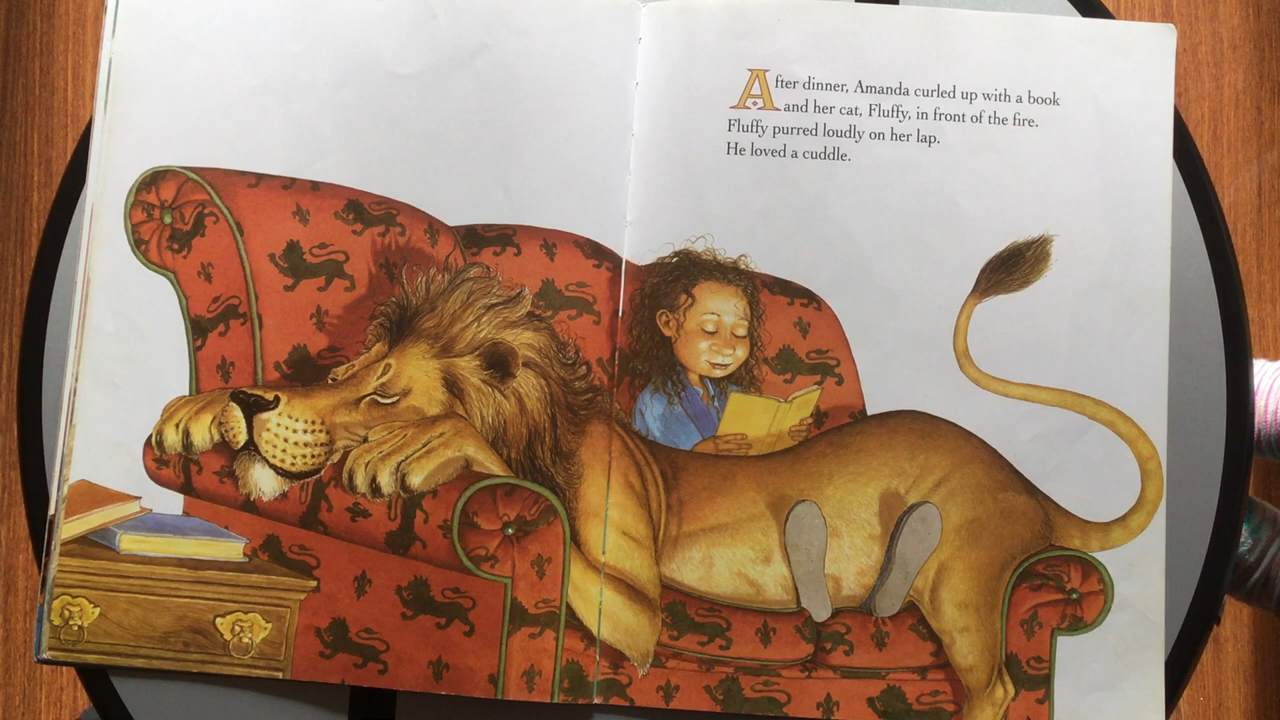 After dinner, Amanda curled up with a book
and her cat, Fluffy, in front of the fire.
Fluffy purred loudly on her lap.
He loved a cuddle.